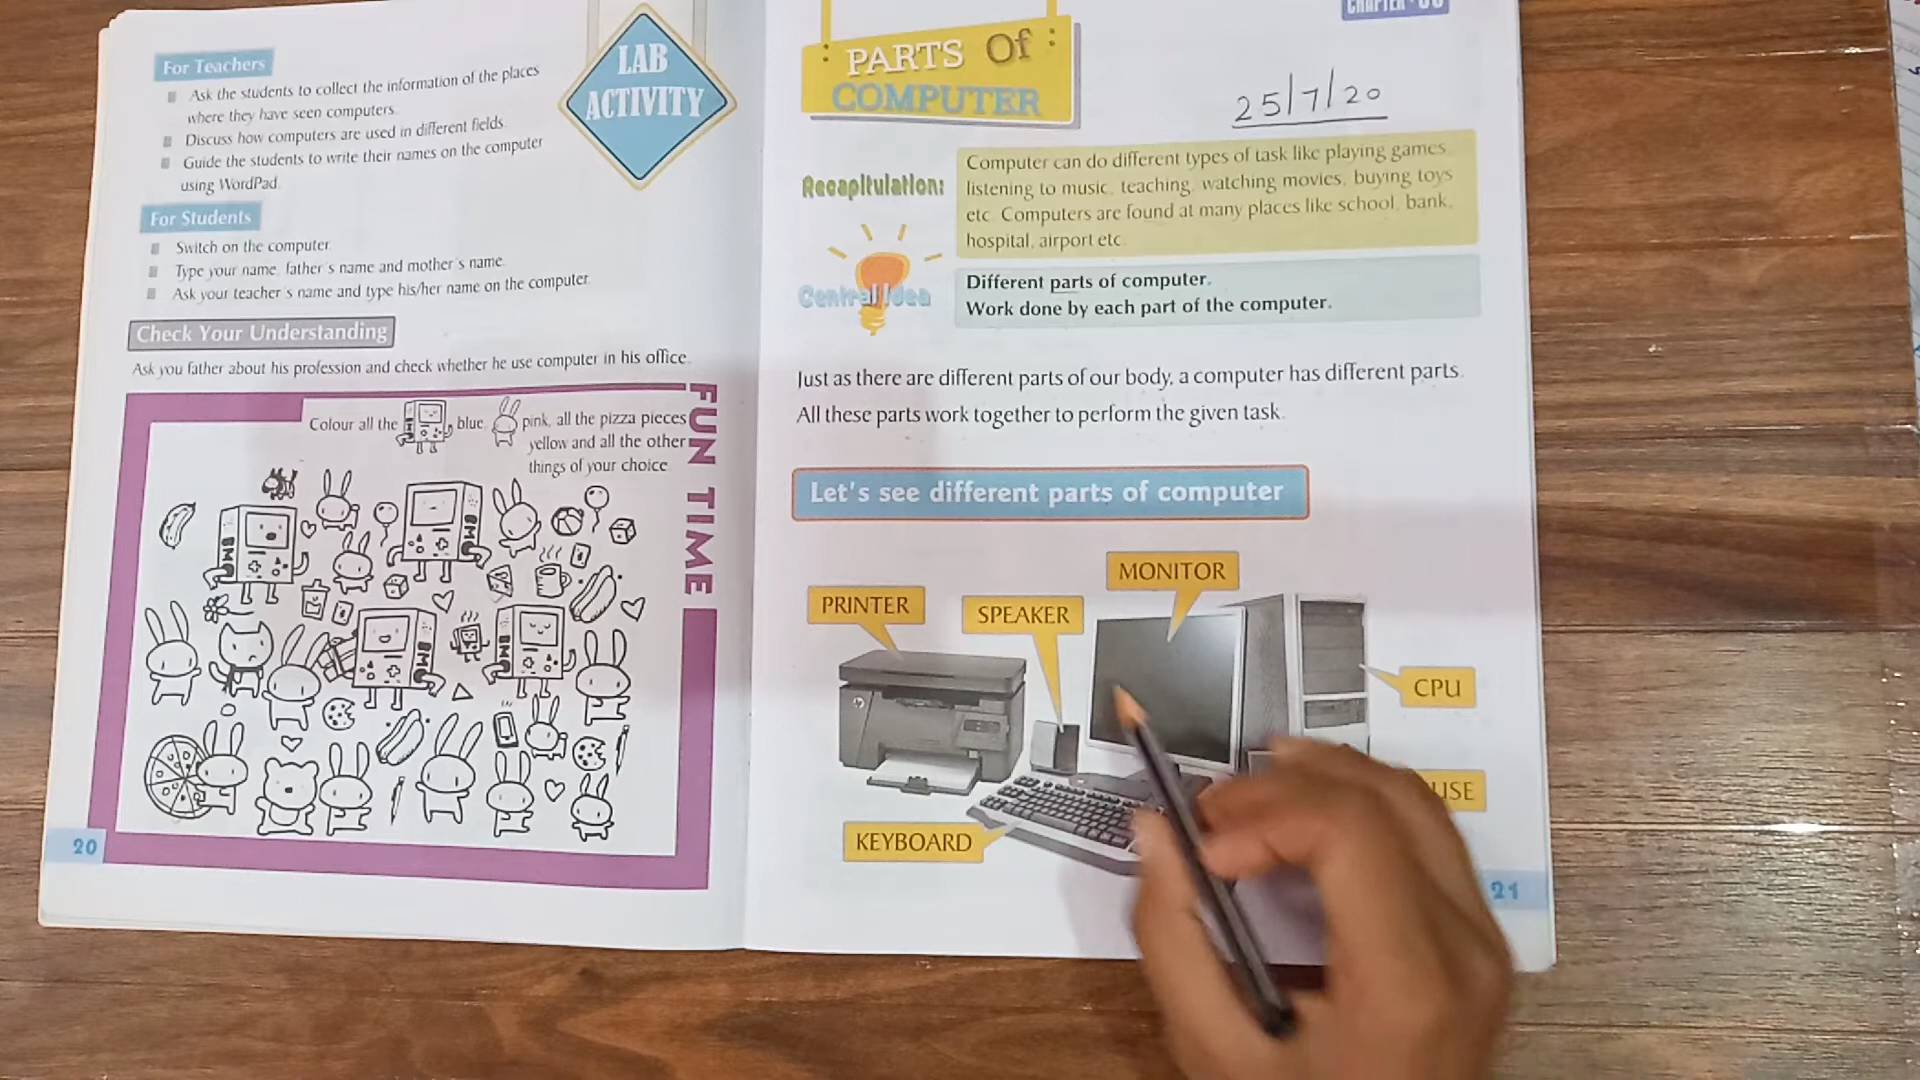 For Teachers
Ask the students to collect the information of the places
where they have seen computers.
Discuss how computers are used in different fields.
Guide the students to write their names on the computer
using WordPad.
For Students
Switch on the computer.
Type your name, father's name and mother's name.
Ask your teacher's name and type his/her name on the computer.
LAB
ACTIVITY
Check Your Understanding
Ask you father about his profession and check whether he use computer in his office.
FUN TIME
Colour all the blue, pink, all the pizza pieces
yellow and all the other
things of your choice
BMO
BMO
BMO
BMO
20
CHAPTER
PARTS Of
COMPUTER
25/7/20
Recapitulation:
Computer can do different types of task like playing games,
listening to music, teaching, watching movies, buying toys
etc. Computers are found at many places like school, bank,
hospital, airport etc.
Central Idea
Different parts of computer.
Work done by each part of the computer.
Just as there are different parts of our body, a computer has different parts.
All these parts work together to perform the given task.
Let's see different parts of computer
MONITOR
PRINTER
SPEAKER
CPU
hp
KEYBOARD
21